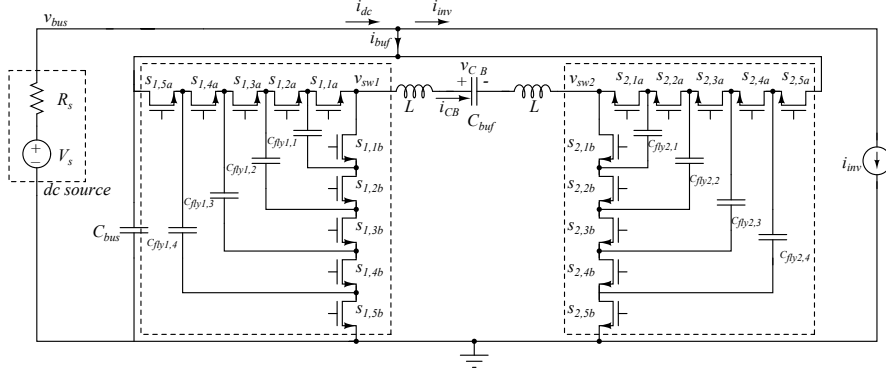 i_dc
i_inv
v_bus
i_buf
s_1,5a s_1,4a s_1,3a s_1,2a s_1,1a
v_sw1
v_CB
+ -
v_sw2
s_2,1a s_2,2a s_2,3a s_2,4a s_2,5a
R_s
L
i_CB
C_buf
L
V_s
+
-
dc source
C_fly1,1
C_fly1,2
C_fly1,3
C_fly1,4
s_1,1b
s_1,2b
s_1,3b
s_1,4b
s_1,5b
s_2,1b
s_2,2b
s_2,3b
s_2,4b
s_2,5b
C_fly2,1
C_fly2,2
C_fly2,3
C_fly2,4
C_bus
i_inv